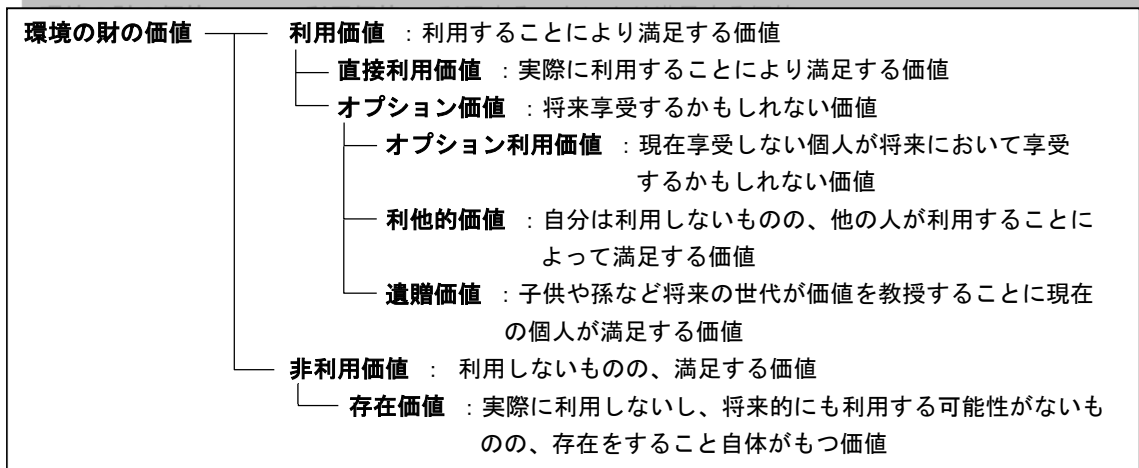 環境の財の価値 利用価値 ：利用することにより満足する価値
直接利用価値 ：実際に利用することにより満足する価値
オプション価値 ：将来享受するかもしれない価値
オプション利用価値 ：現在享受しない個人が将来において享受
するかもしれない価値
利他的価値 ：自分は利用しないものの、他の人が利用することに
よって満足する価値
遺贈価値 ：子供や孫など将来の世代が価値を教授することに現在
の個人が満足する価値
非利用価値 ： 利用しないものの、満足する価値
存在価値 ：実際に利用しないし、将来的にも利用する可能性がないも
のの、存在をすること自体がもつ価値